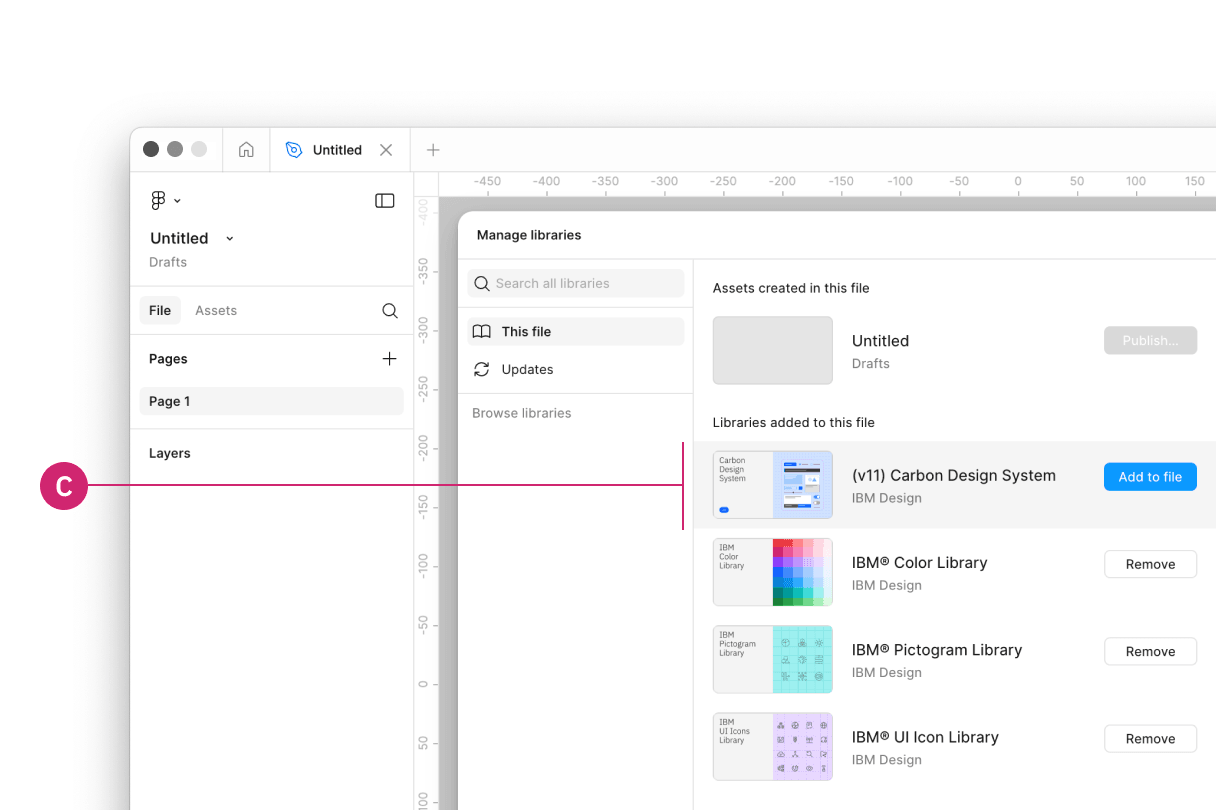 Untitled
-450 -400 -350 -300 -250 -200 -150 -100 -50 0 50 100 150
Untitled
Drafts
File Assets
Pages
Page 1
Layers
C
-400
-350
-300
-250
-200
-150
-100
-50
0
50
100
Manage libraries
Search all libraries
This file
Updates
Browse libraries
Assets created in this file
Untitled
Drafts
Publish...
Libraries added to this file
Carbon
Design
System
(v11) Carbon Design System
IBM Design
Add to file
IBM
Color
Library
IBM® Color Library
IBM Design
Remove
IBM
Pictogram
Library
IBM® Pictogram Library
IBM Design
Remove
IBM
UI Icons
Library
IBM® UI Icon Library
IBM Design
Remove